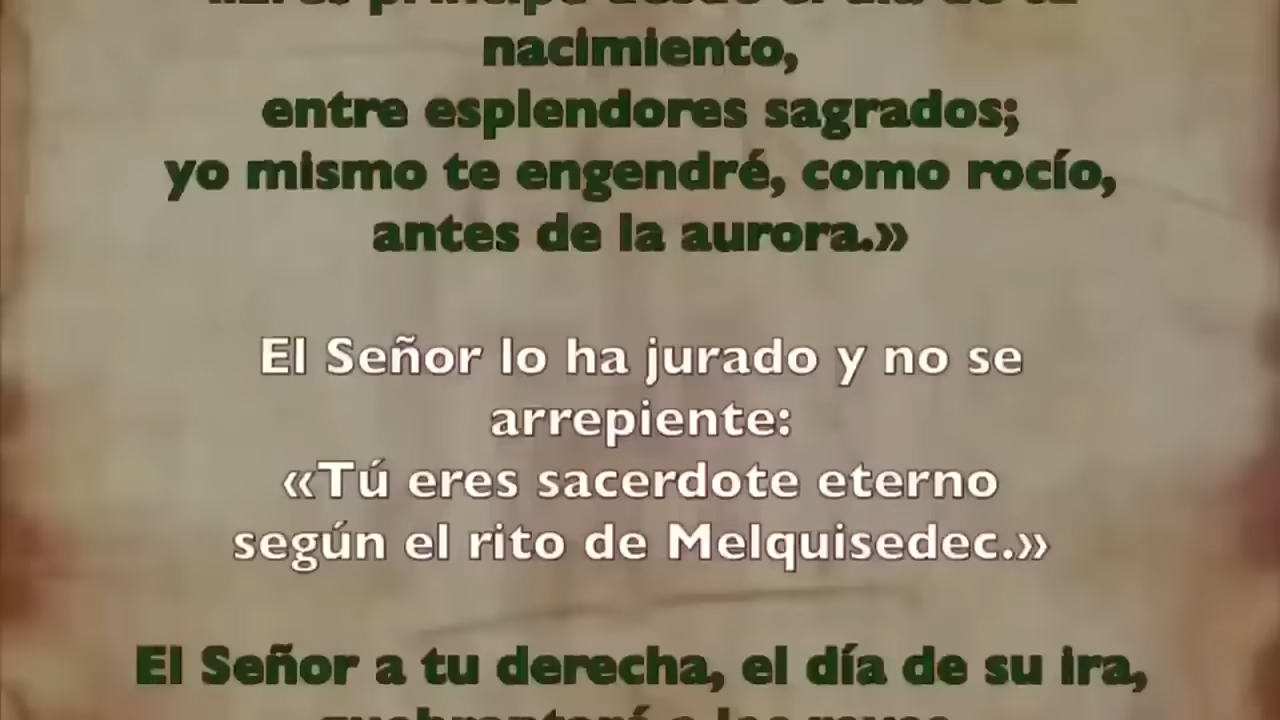 nacimiento,
entre esplendores sagrados;
yo mismo te engendré, como rocío,
antes de la aurora.»
El Señor lo ha jurado y no se
arrepiente:
«Tú eres sacerdote eterno
según el rito de Melquisedec.»
El Señor a tu derecha, el día de su ira,